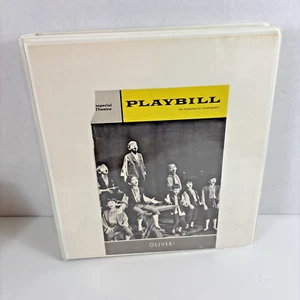 Imperial
Theatre
PLAYBILL
the magazine for theatregoers
OLIVER!